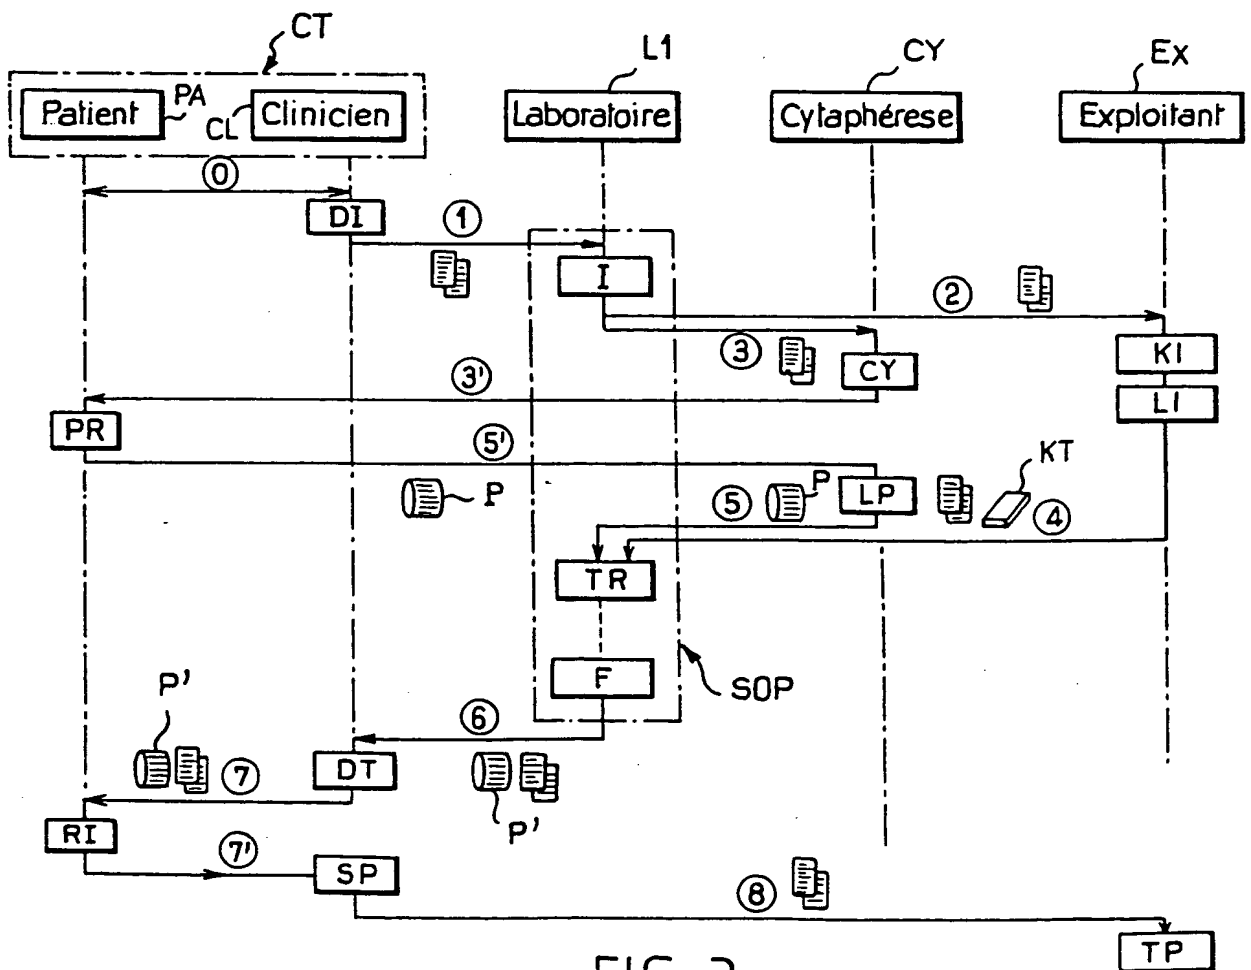 CT
L1
CY
Ex
Patient
PA
CL
Clinicien
Laboratoire
Cytaphérese
Exploitant
0
DI
1
I
2
3
KI
CY
3'
LI
PR
5'
KT
P
5
P
LP
4
TR
F
SOP
P'
6
7
DT
P'
RI
7'
SP
8
TP